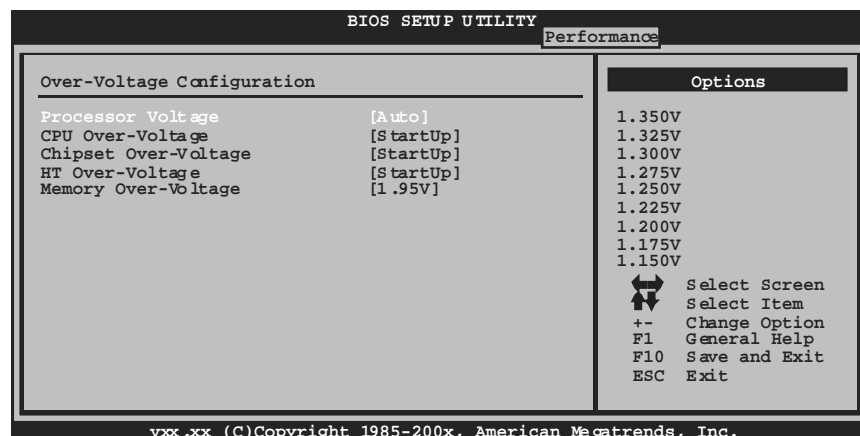 BIOS SETUP UTILITY
Performance
Over-Voltage Configuration
Processor Voltage [Auto]
CPU Over-Voltage [StartUp]
Chipset Over-Voltage [StartUp]
HT Over-Voltage [StartUp]
Memory Over-Voltage [1.95V]
Options
1.350V
1.325V
1.300V
1.275V
1.250V
1.225V
1.200V
1.175V
1.150V
Select Screen
Select Item
+- Change Option
F1 General Help
F10 Save and Exit
ESC Exit
vxx.xx (C)Copyright 1985-200x, American Megatrends, Inc.